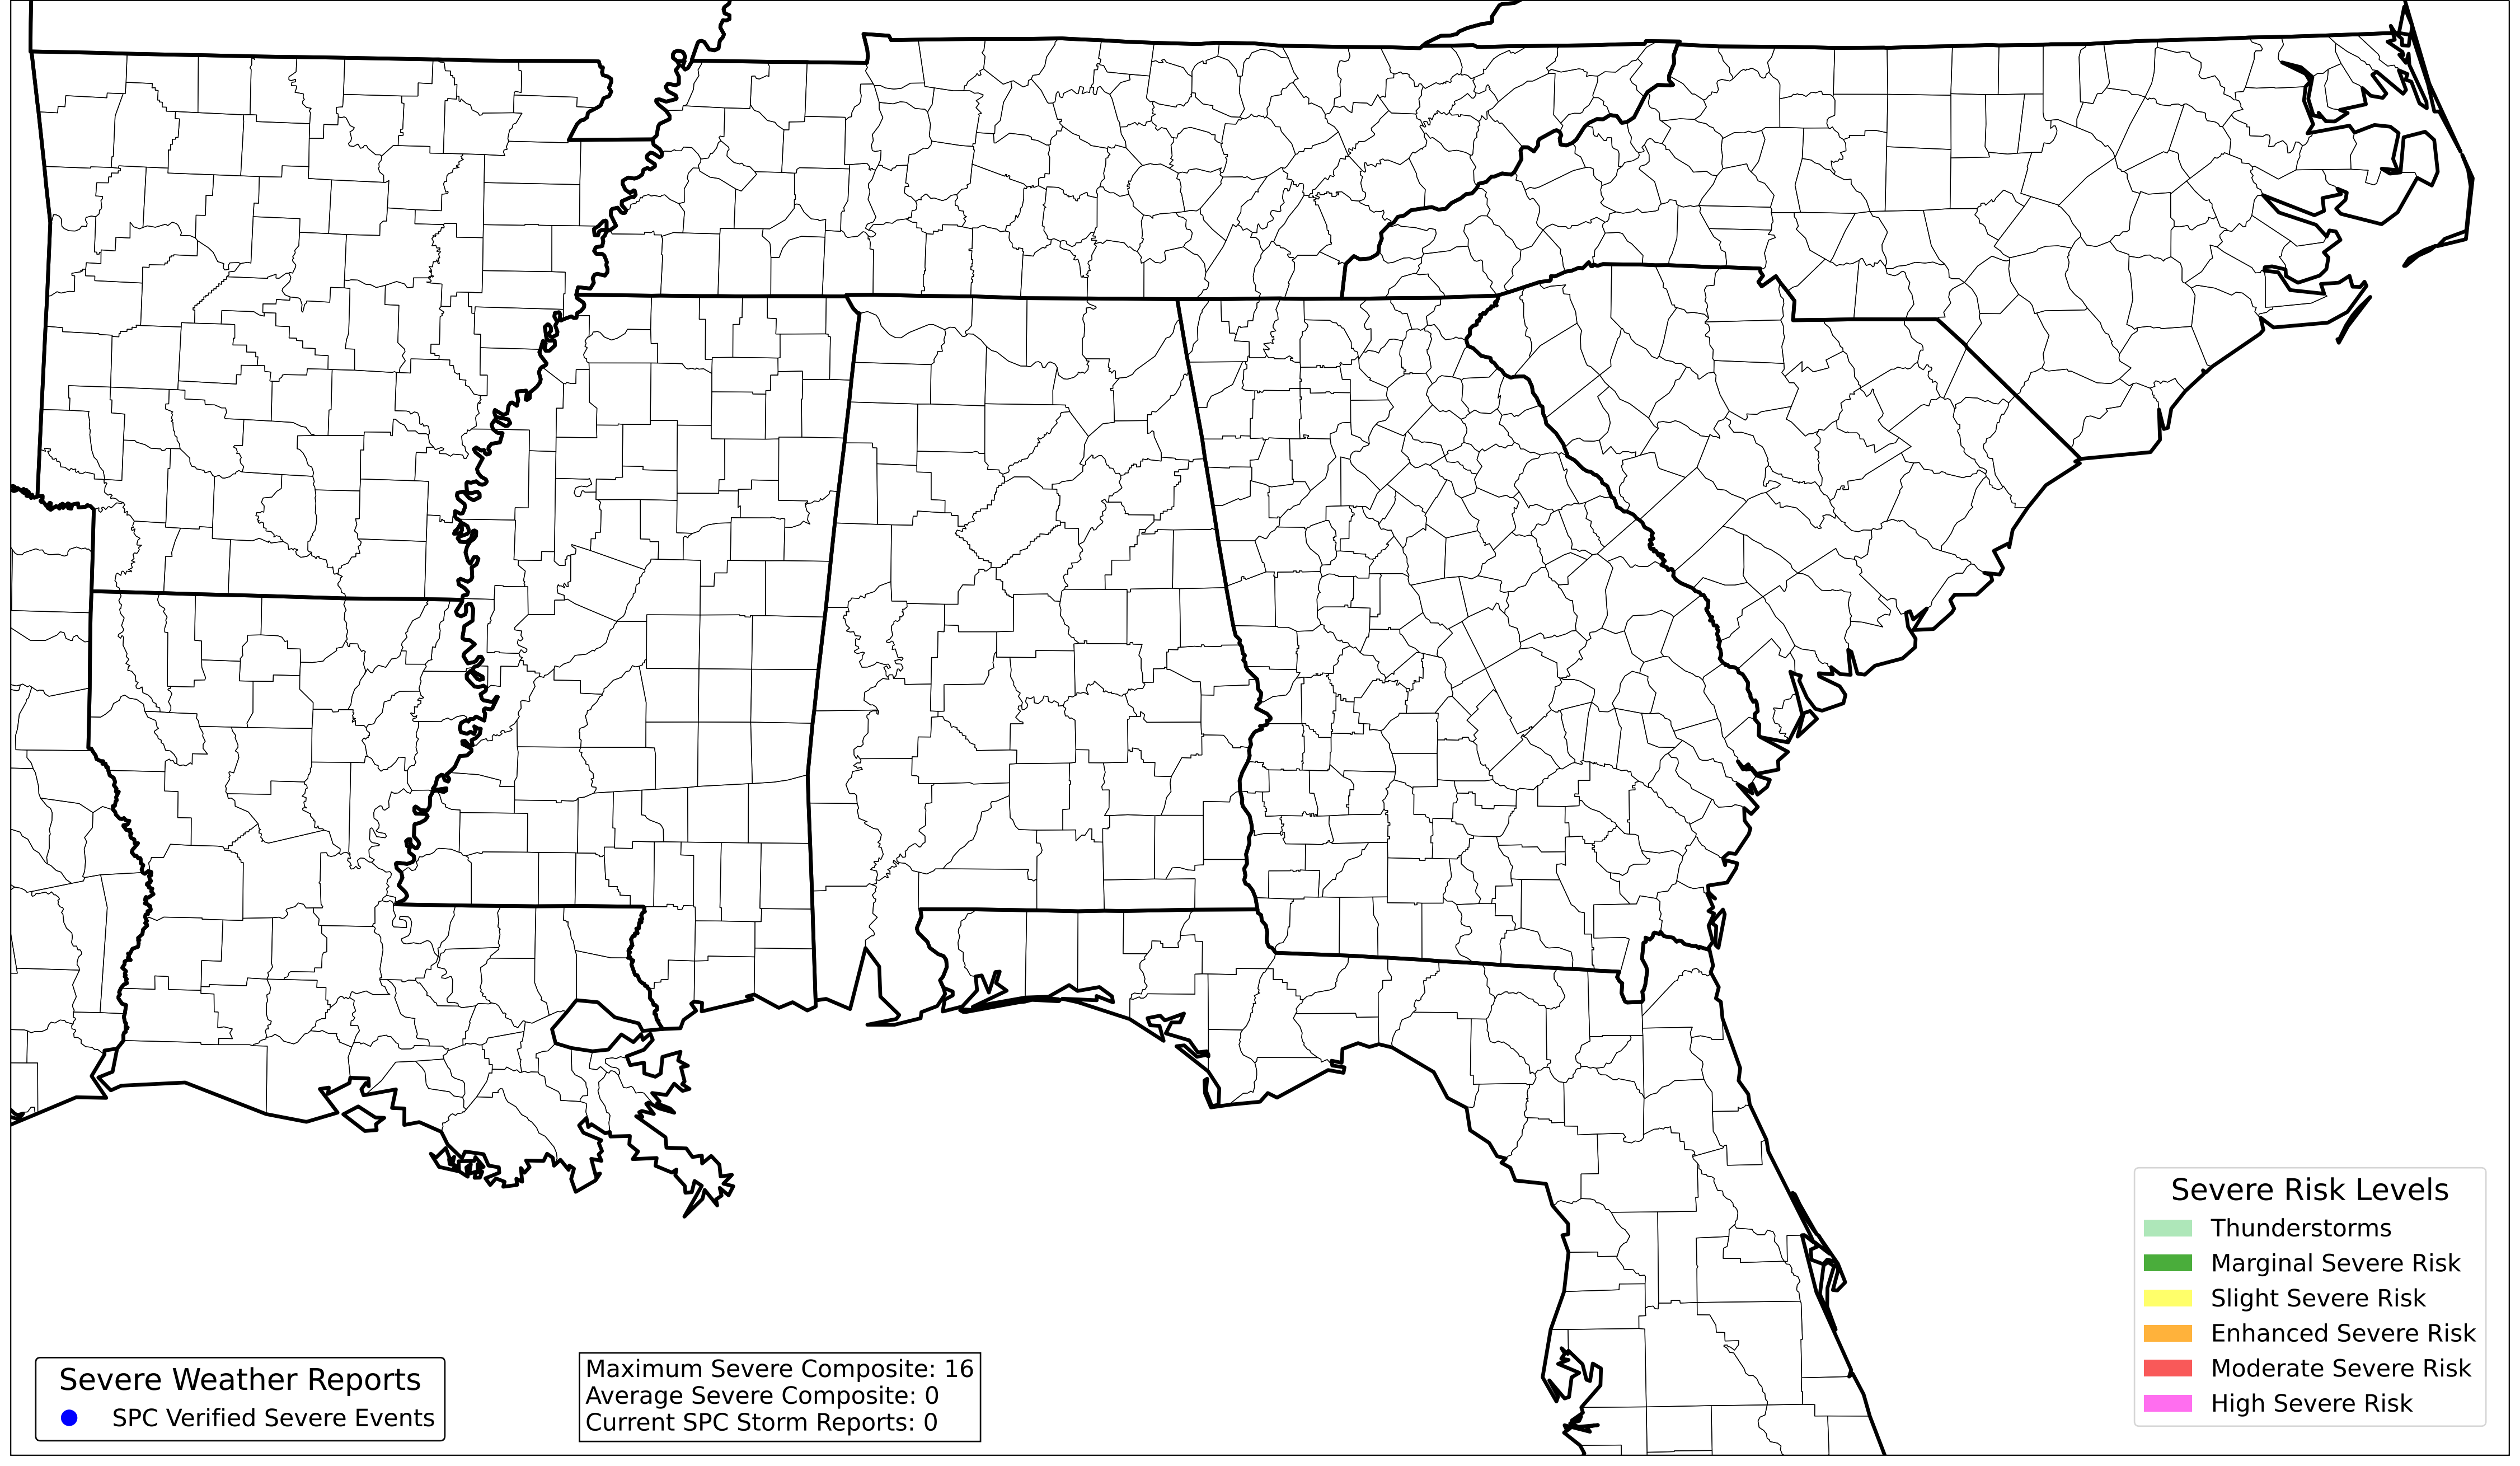 Severe Risk Levels
Thunderstorms
Marginal Severe Risk
Slight Severe Risk
Enhanced Severe Risk
Moderate Severe Risk
High Severe Risk
Severe Weather Reports
SPC Verified Severe Events
Maximum Severe Composite: 16
Average Severe Composite: 0
Current SPC Storm Reports: 0